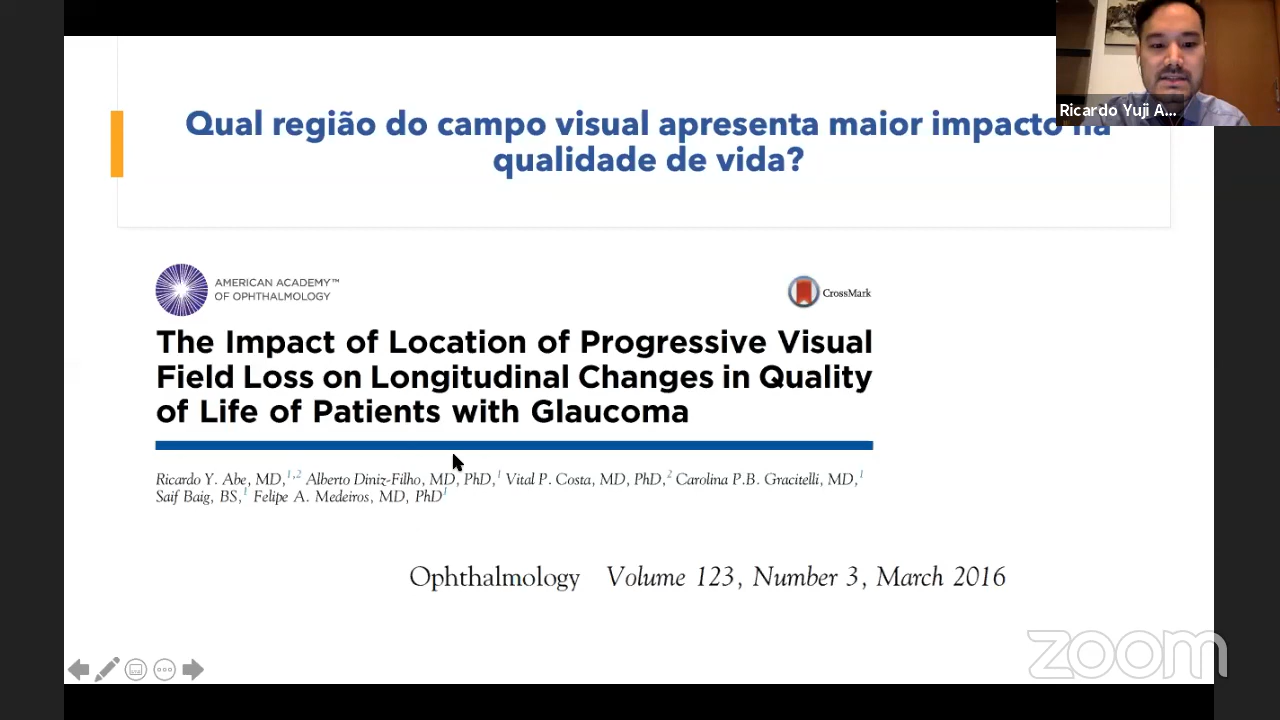 Qual região do campo visual apresenta maior impacto na
qualidade de vida?
Ricardo Yuji A...
AMERICAN ACADEMY™
OF OPHTHALMOLOGY
CrossMark
The Impact of Location of Progressive Visual
Field Loss on Longitudinal Changes in Quality
of Life of Patients with Glaucoma
Ricardo Y. Abe, MD,1,2 Alberto Diniz-Filho, MD, PhD,1 Vital P. Costa, MD, PhD,2 Carolina P.B. Gracitelli, MD,1
Saif Baig, BS,1 Felipe A. Medeiros, MD, PhD1
Ophthalmology Volume 123, Number 3, March 2016
zoom